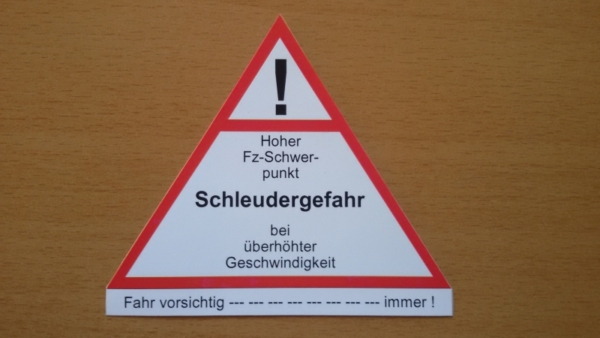 !
Hoher
Fz-Schwer-
punkt
Schleudergefahr
bei
überhöhter
Geschwindigkeit
Fahr vorsichtig --- --- --- --- --- --- --- immer !